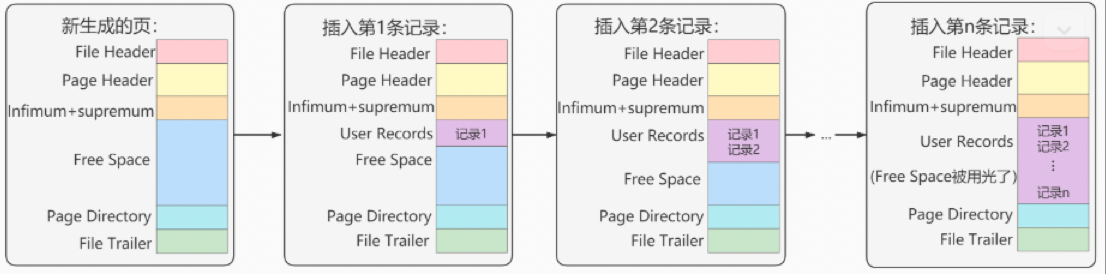 新生成的页:
File Header
Page Header
Infimum+supremum
Free Space
Page Directory
File Trailer
插入第1条记录:
File Header
Page Header
Infimum+supremum
User Records
记录1
Free Space
Page Directory
File Trailer
插入第2条记录:
File Header
Page Header
Infimum+supremum
User Records
记录1
记录2
Free Space
Page Directory
File Trailer
...
插入第n条记录:
File Header
Page Header
Infimum+supremum
User Records
(Free Space被用光了)
记录1
记录2
⋮
记录n
Page Directory
File Trailer